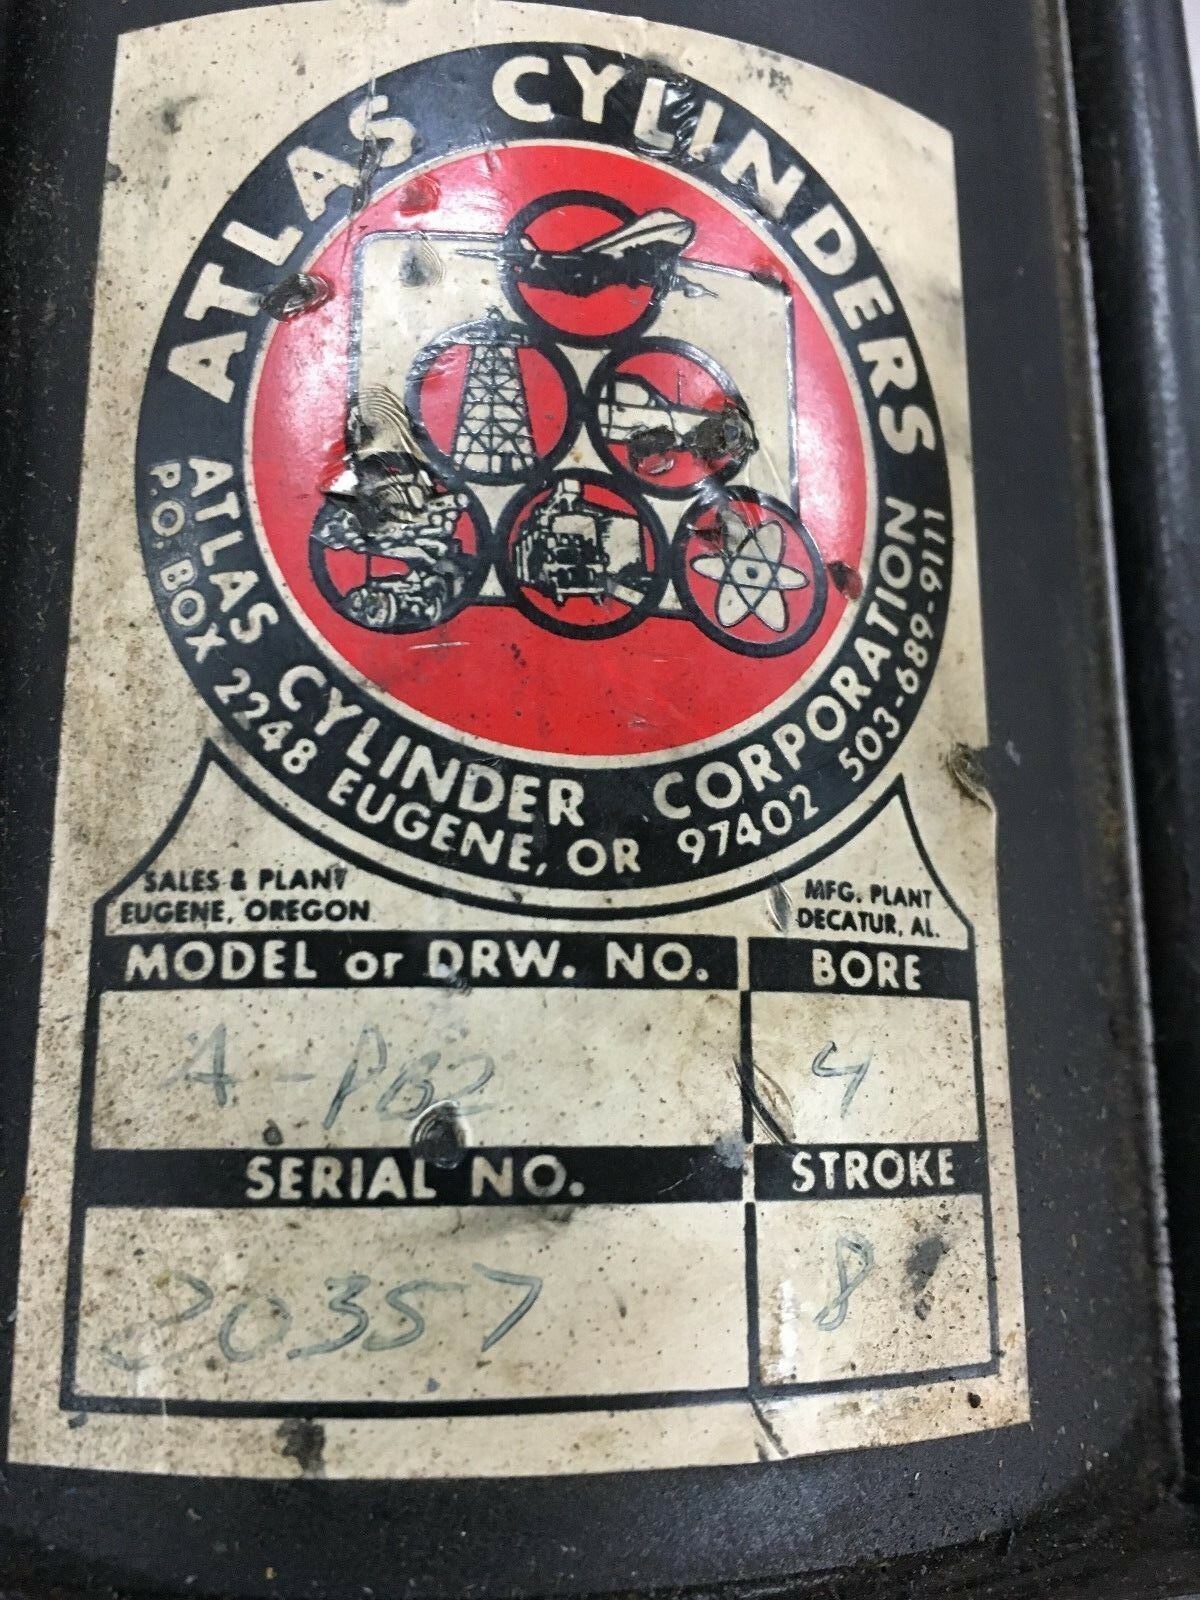 ATLAS CYLINDERS
ATLAS CYLINDER CORPORATION
P.O. BOX 2248 EUGENE, OR 97402 503-689-9111
SALES & PLANT
EUGENE, OREGON
MFG. PLANT
DECATUR, AL.
MODEL or DRW. NO. BORE
A-PB2 4
SERIAL NO. STROKE
20357 8